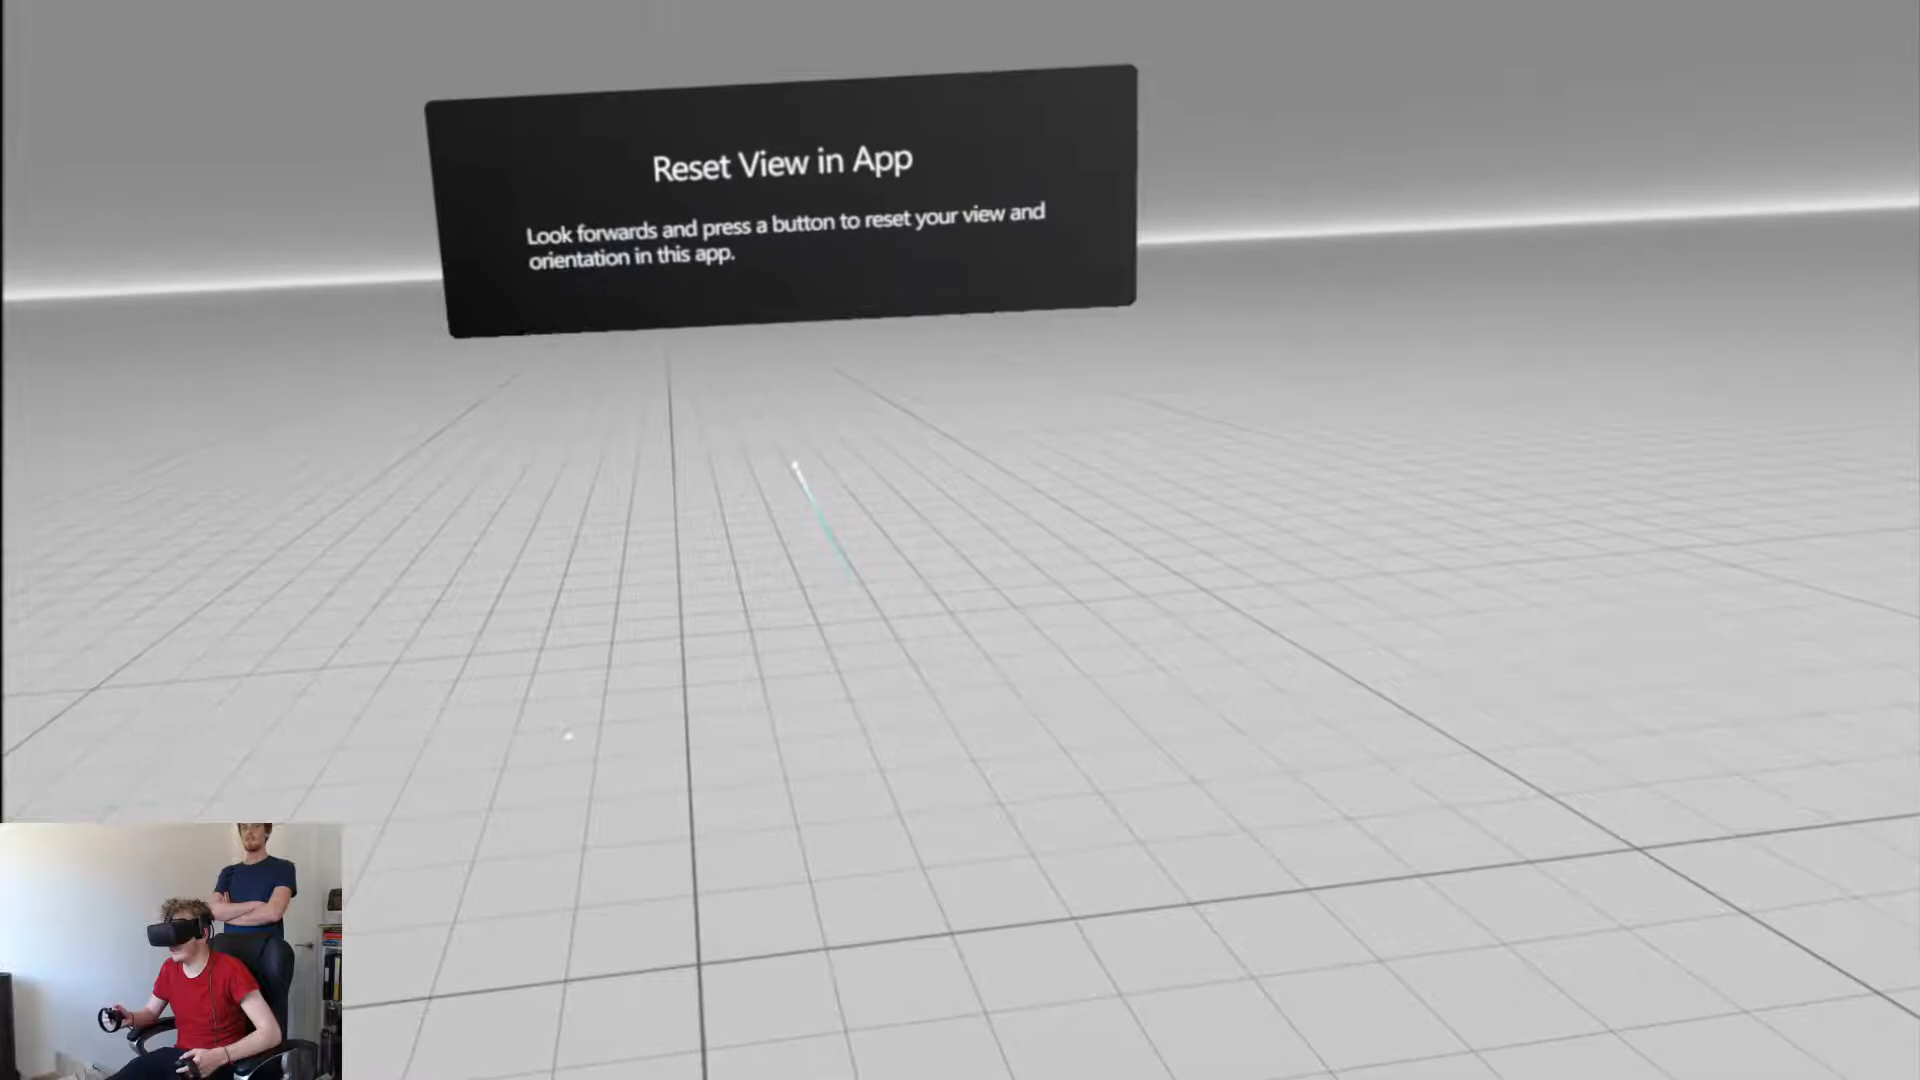 Reset View in App
Look forwards and press a button to reset your view and
orientation in this app.